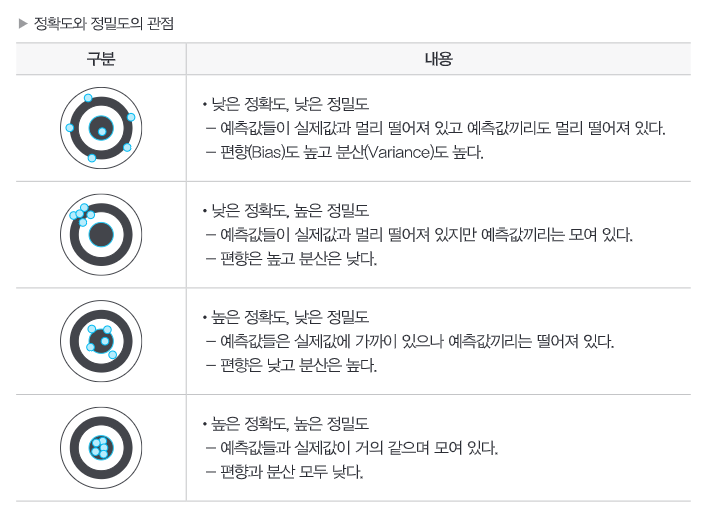 ▶ 정확도와 정밀도의 관점
구분
내용
• 낮은 정확도, 낮은 정밀도
– 예측값들이 실제값과 멀리 떨어져 있고 예측값끼리도 멀리 떨어져 있다.
– 편향(Bias)도 높고 분산(Variance)도 높다.
• 낮은 정확도, 높은 정밀도
– 예측값들이 실제값과 멀리 떨어져 있지만 예측값끼리는 모여 있다.
– 편향은 높고 분산은 낮다.
• 높은 정확도, 낮은 정밀도
– 예측값들은 실제값에 가까이 있으나 예측값끼리는 떨어져 있다.
– 편향은 낮고 분산은 높다.
• 높은 정확도, 높은 정밀도
– 예측값들과 실제값이 거의 같으며 모여 있다.
– 편향과 분산 모두 낮다.